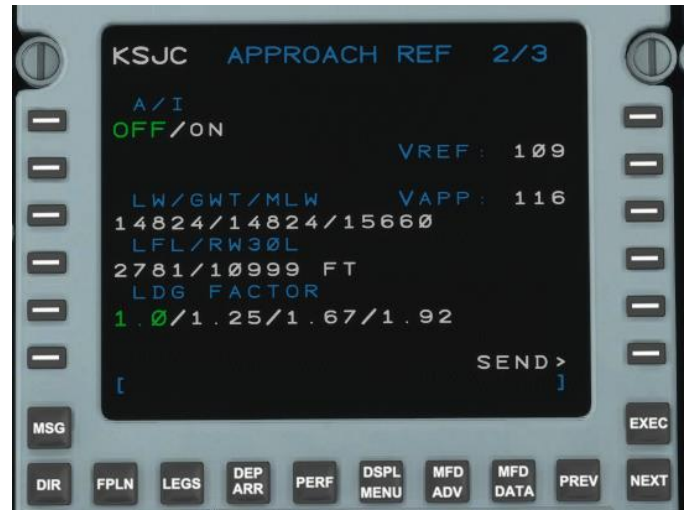 KSJC APPROACH REF 2/3
A/I
OFF/ON
VREF: 109
LW/GWT/MLW VAPP: 116
14824/14824/15660
LFL/RW30L
2781/10999 FT
LDG FACTOR
1.0/1.25/1.67/1.92
SEND>
[ ]
MSG EXEC
DIR FPLN LEGS DEP ARR PERF DSPL MENU MFD ADV MFD DATA PREV NEXT